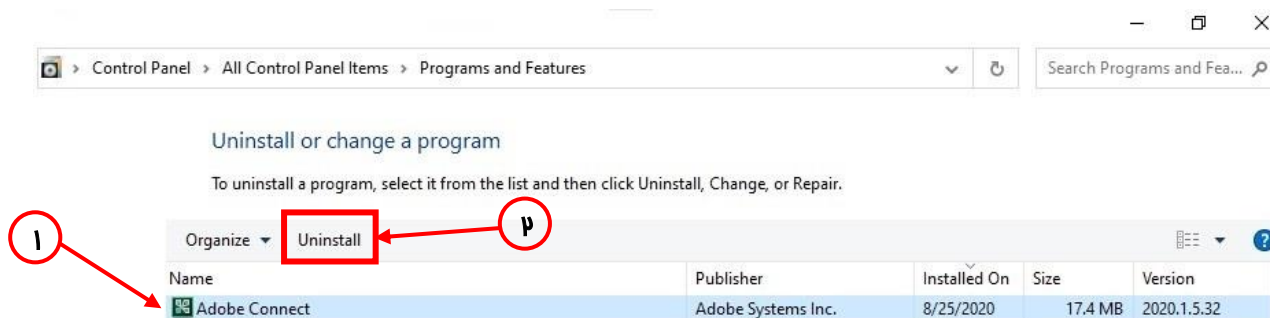 Control Panel > All Control Panel Items > Programs and Features
Search Programs and Fea...
Uninstall or change a program
To uninstall a program, select it from the list and then click Uninstall, Change, or Repair.
۱
Organize Uninstall
۲
?
Name Publisher Installed On Size Version
Adobe Connect Adobe Systems Inc. 8/25/2020 17.4 MB 2020.1.5.32